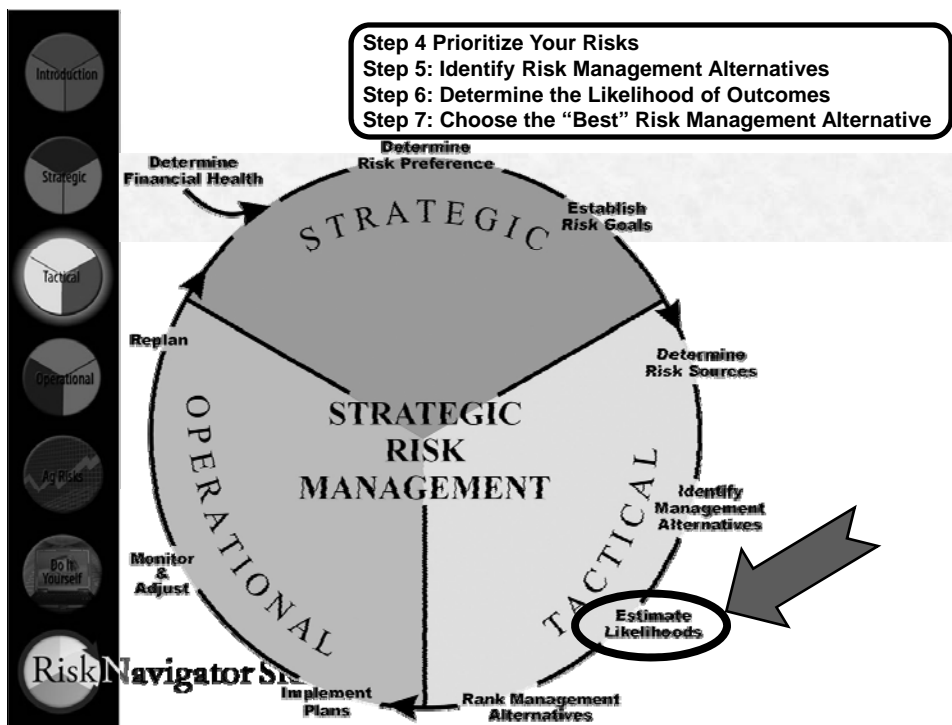 Step 4 Prioritize Your Risks
Step 5: Identify Risk Management Alternatives
Step 6: Determine the Likelihood of Outcomes
Step 7: Choose the “Best” Risk Management Alternative
Introduction
Strategic
Tactical
Operational
Ag Risks
Do It
Yourself
Risk Navigator SR
Determine
Financial Health
Determine
Risk Preference
Establish
Risk Goals
STRATEGIC
Determine
Risk Sources
Replan
STRATEGIC
RISK
MANAGEMENT
OPERATIONAL
TACTICAL
Identify
Management
Alternatives
Monitor
&
Adjust
Estimate
Likelihoods
Implement
Plans
Rank Management
Alternatives